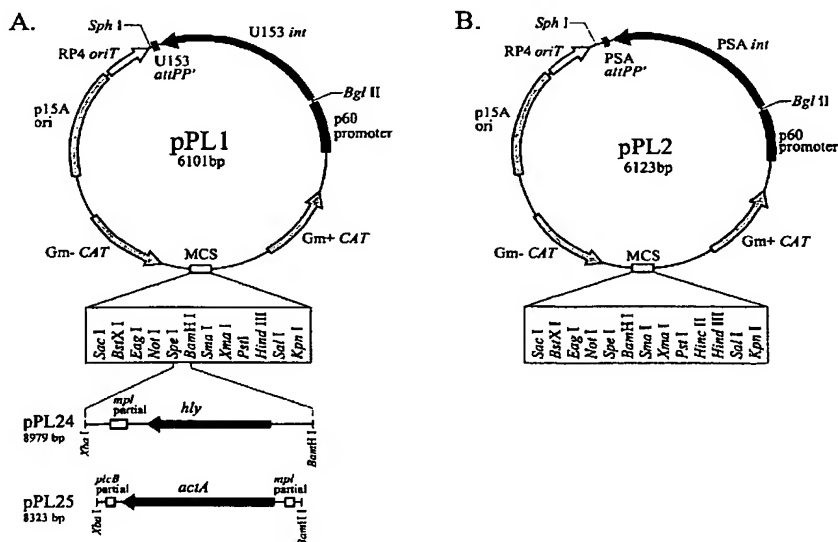 A.
Sph I
U153 int
RP4 oriT
U153
attPP'
Bgl II
p15A
ori
p60
promoter
pPL1
6101bp
Gm- CAT
MCS
Gm+ CAT
Sac I
BstX I
Eag I
Not I
Spe I
BamH I
Sma I
Xma I
Pst I
Hind III
Sal I
Kpn I
pPL24
8979 bp
mpl
partial
hly
Xba I
BamH I
pPL25
8323 bp
plcB
partial
actA
mpl
partial
Xba I
BamH I
B.
Sph I
PSA int
RP4 oriT
PSA
attPP'
Bgl II
p15A
ori
p60
promoter
pPL2
6123bp
Gm- CAT
MCS
Gm+ CAT
Sac I
BstX I
Eag I
Not I
Spe I
BamH I
Sma I
Xma I
Pst I
Hinc II
Hind III
Sal I
Kpn I